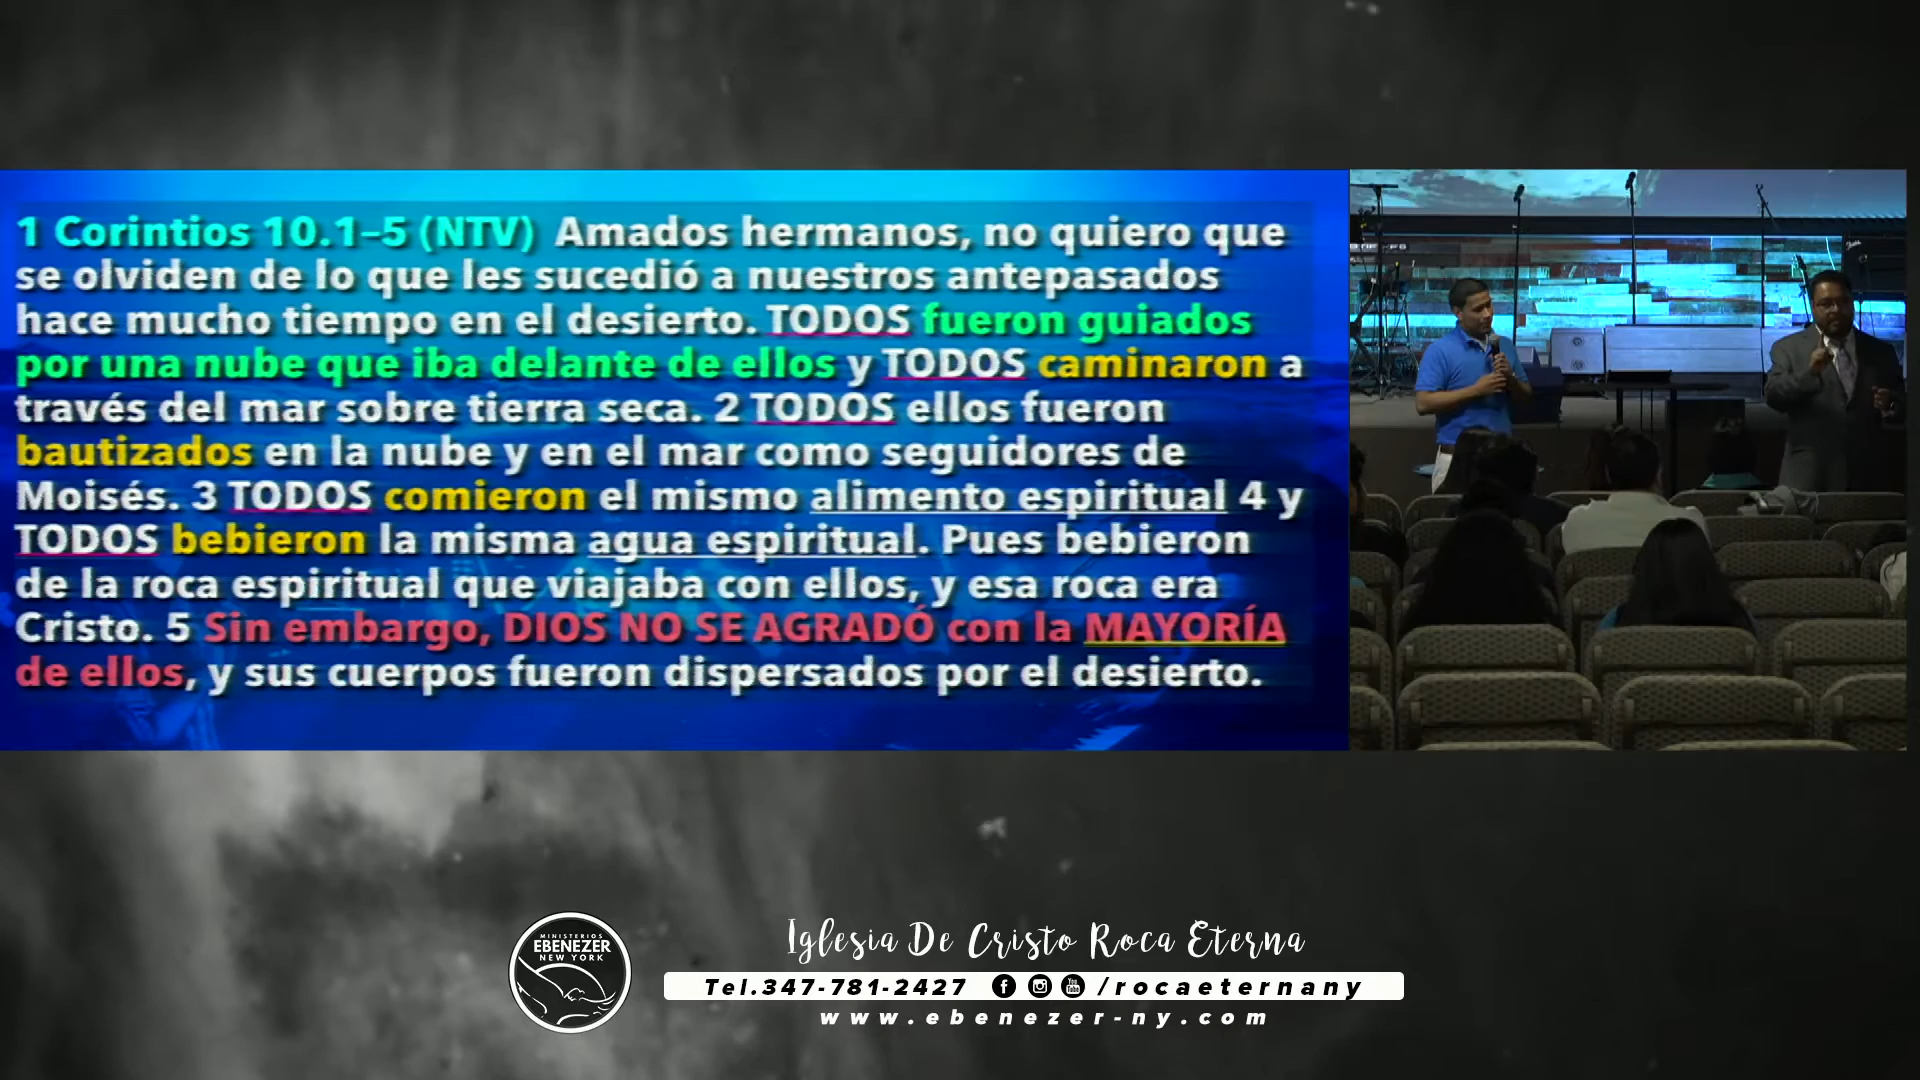 1 Corintios 10.1–5 (NTV) Amados hermanos, no quiero que
se olviden de lo que les sucedió a nuestros antepasados
hace mucho tiempo en el desierto. TODOS fueron guiados
por una nube que iba delante de ellos y TODOS caminaron a
través del mar sobre tierra seca. 2 TODOS ellos fueron
bautizados en la nube y en el mar como seguidores de
Moisés. 3 TODOS comieron el mismo alimento espiritual 4 y
TODOS bebieron la misma agua espiritual. Pues bebieron
de la roca espiritual que viajaba con ellos, y esa roca era
Cristo. 5 Sin embargo, DIOS NO SE AGRADÓ con la MAYORÍA
de ellos, y sus cuerpos fueron dispersados por el desierto.
MINISTERIOS
EBENEZER
NEW YORK
Iglesia De Cristo Roca Eterna
Tel.347-781-2427 /rocaeternany
www.ebenezer-ny.com